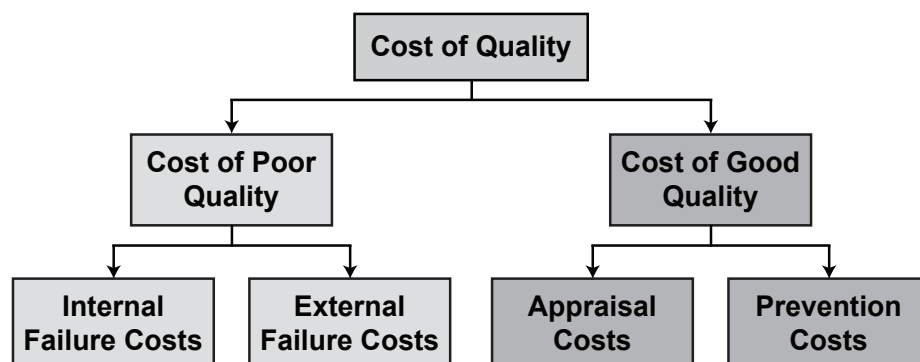 Cost of Quality
Cost of Poor
Quality
Cost of Good
Quality
Internal
Failure Costs
External
Failure Costs
Appraisal
Costs
Prevention
Costs